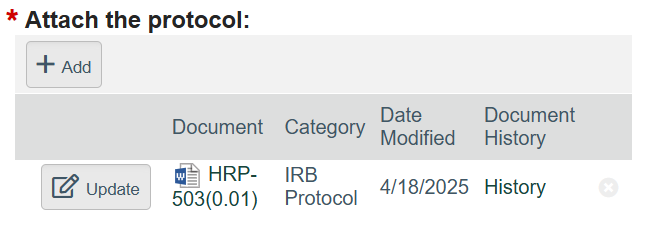 * Attach the protocol:
+ Add
Document Category Date Modified Document History
Update HRP-503(0.01) IRB Protocol 4/18/2025 History